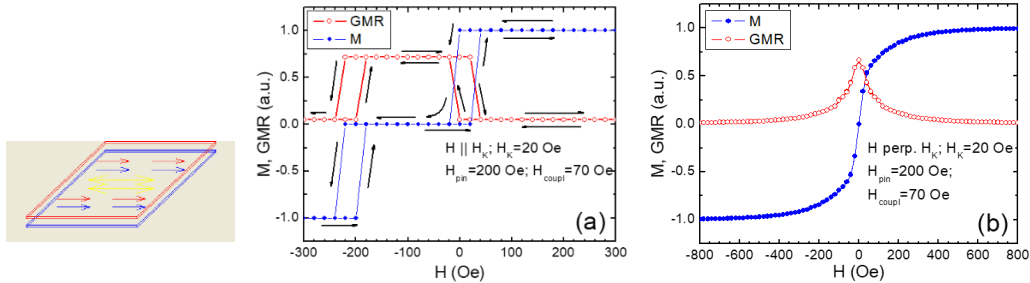 GMR
M
M, GMR (a.u.)
1.0
0.5
0.0
-0.5
-1.0
H || H_K; H_K=20 Oe
H_pin=200 Oe; H_coupl=70 Oe
(a)
-300 -200 -100 0 100 200 300
H (Oe)
M
GMR
M, GMR (a.u.)
1.0
0.5
0.0
-0.5
-1.0
H perp. H_K; H_K=20 Oe
H_pin=200 Oe;
H_coupl=70 Oe
(b)
-800 -600 -400 -200 0 200 400 600 800
H (Oe)